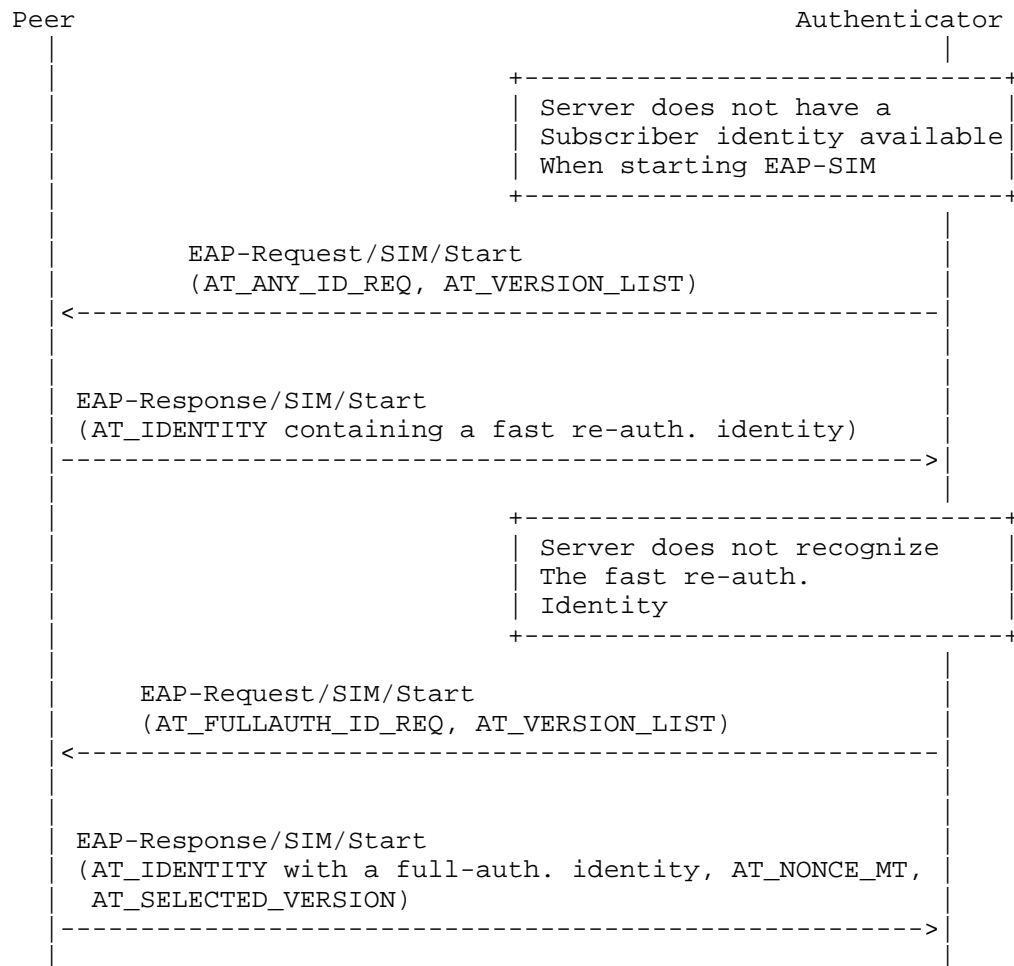 Peer Authenticator
Server does not have a
Subscriber identity available
When starting EAP-SIM
EAP-Request/SIM/Start
(AT_ANY_ID_REQ, AT_VERSION_LIST)
EAP-Response/SIM/Start
(AT_IDENTITY containing a fast re-auth. identity)
Server does not recognize
The fast re-auth.
Identity
EAP-Request/SIM/Start
(AT_FULLAUTH_ID_REQ, AT_VERSION_LIST)
EAP-Response/SIM/Start
(AT_IDENTITY with a full-auth. identity, AT_NONCE_MT,
AT_SELECTED_VERSION)